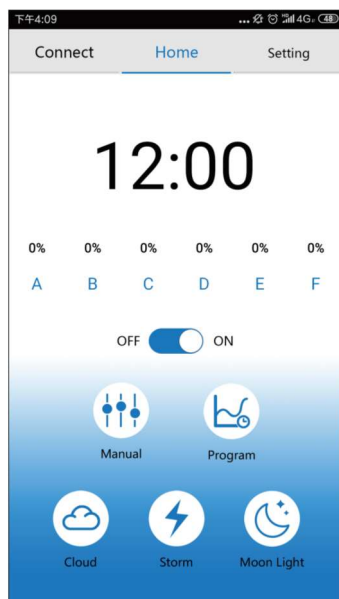 下午4:09 ... 4G 48
Connect Home Setting
12:00
0% 0% 0% 0% 0% 0%
A B C D E F
OFF ON
Manual Program
Cloud Storm Moon Light